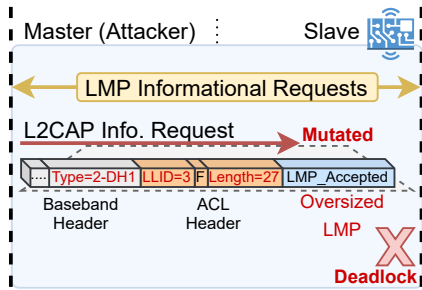 Master (Attacker) Slave
LMP Informational Requests
L2CAP Info. Request
Mutated
.... Type=2-DH1 LLID=3 F Length=27 LMP_Accepted
Baseband Header
ACL Header
Oversized LMP
Deadlock